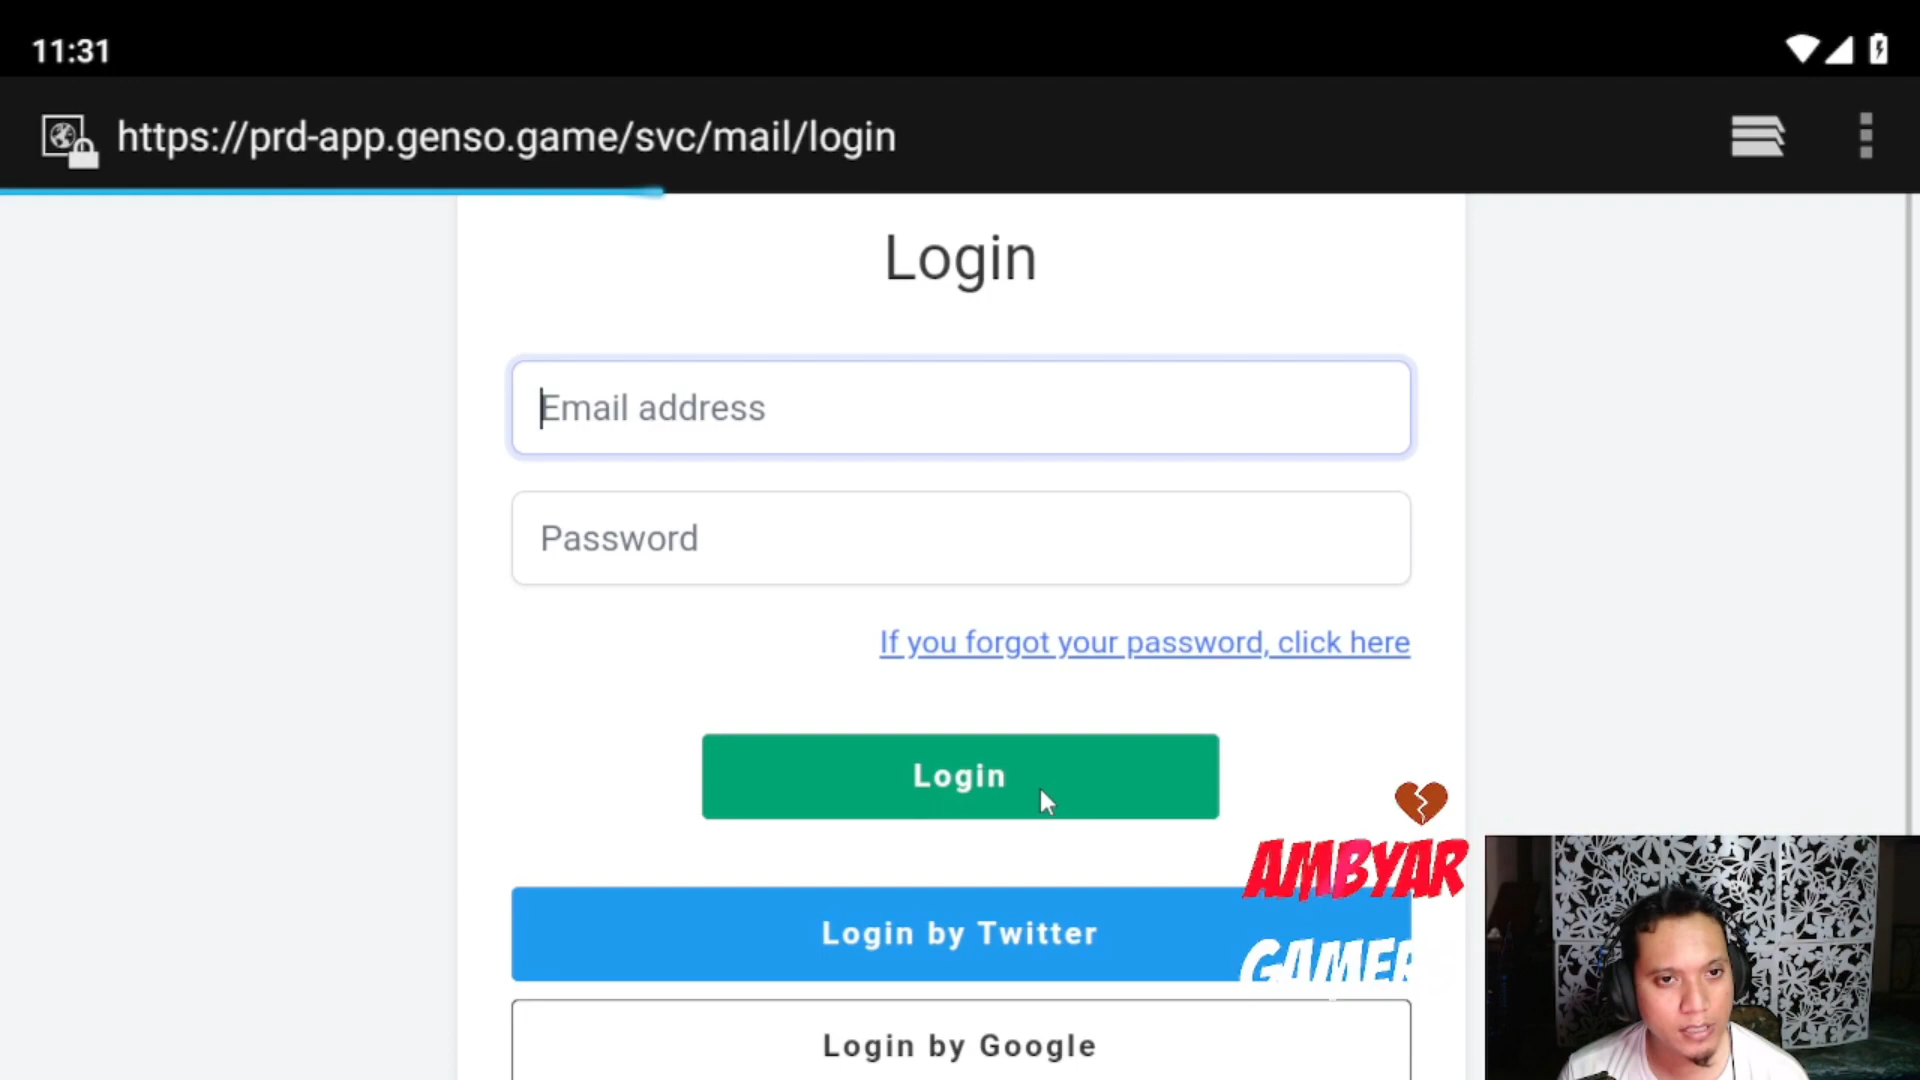 11:31
https://prd-app.genso.game/svc/mail/login
Login
Email address
Password
If you forgot your password, click here
Login
AMBYAR
Login by Twitter
GAMER
Login by Google